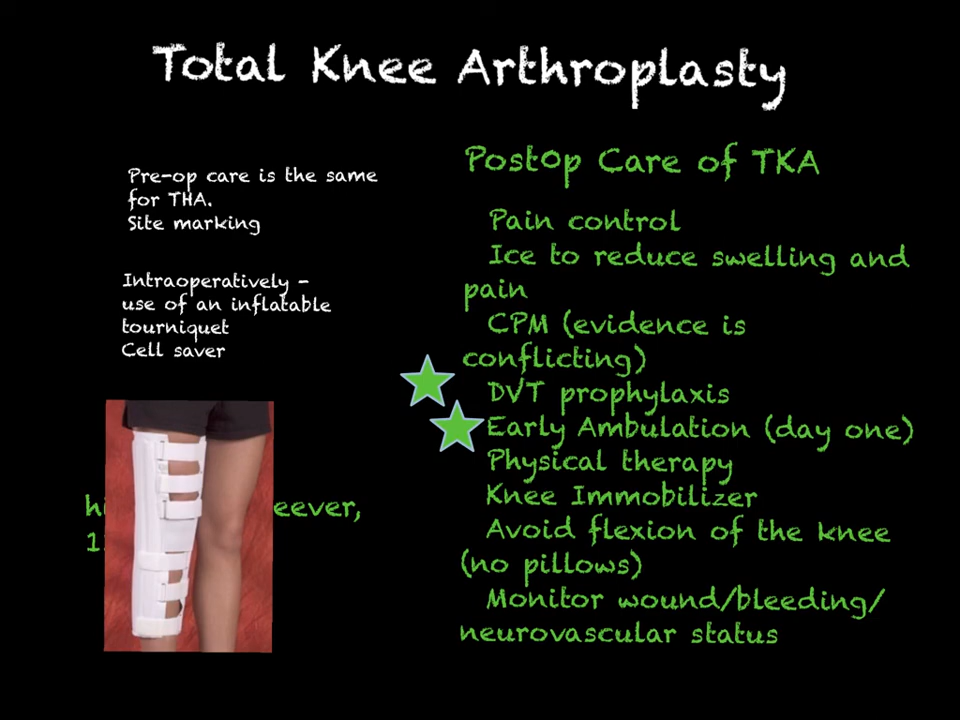 Total Knee Arthroplasty
Pre-op care is the same
for THA.
Site marking
Intraoperatively -
use of an inflatable
tourniquet
Cell saver
PostOp Care of TKA
Pain control
Ice to reduce swelling and
pain
CPM (evidence is
conflicting)
DVT prophylaxis
Early Ambulation (day one)
Physical therapy
Knee Immobilizer
Avoid flexion of the knee
(no pillows)
Monitor wound/bleeding/
neurovascular status